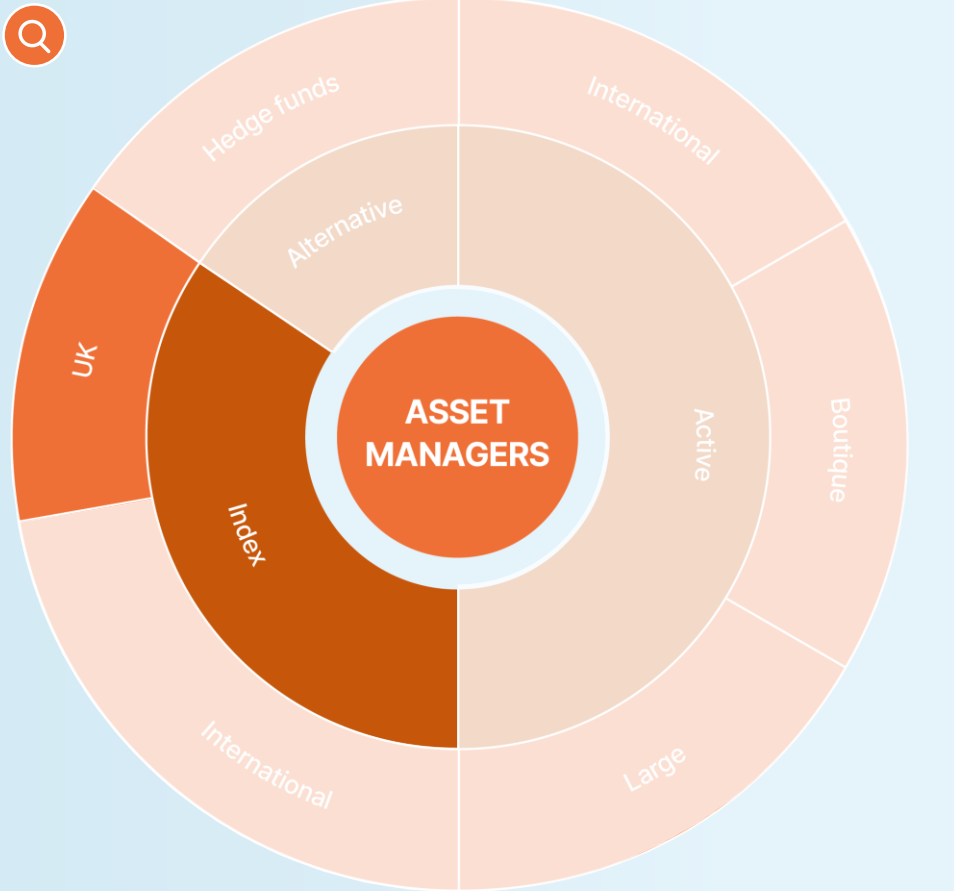 Hedge funds
International
Alternative
UK
ASSET
MANAGERS
Active
Boutique
Index
International
Large